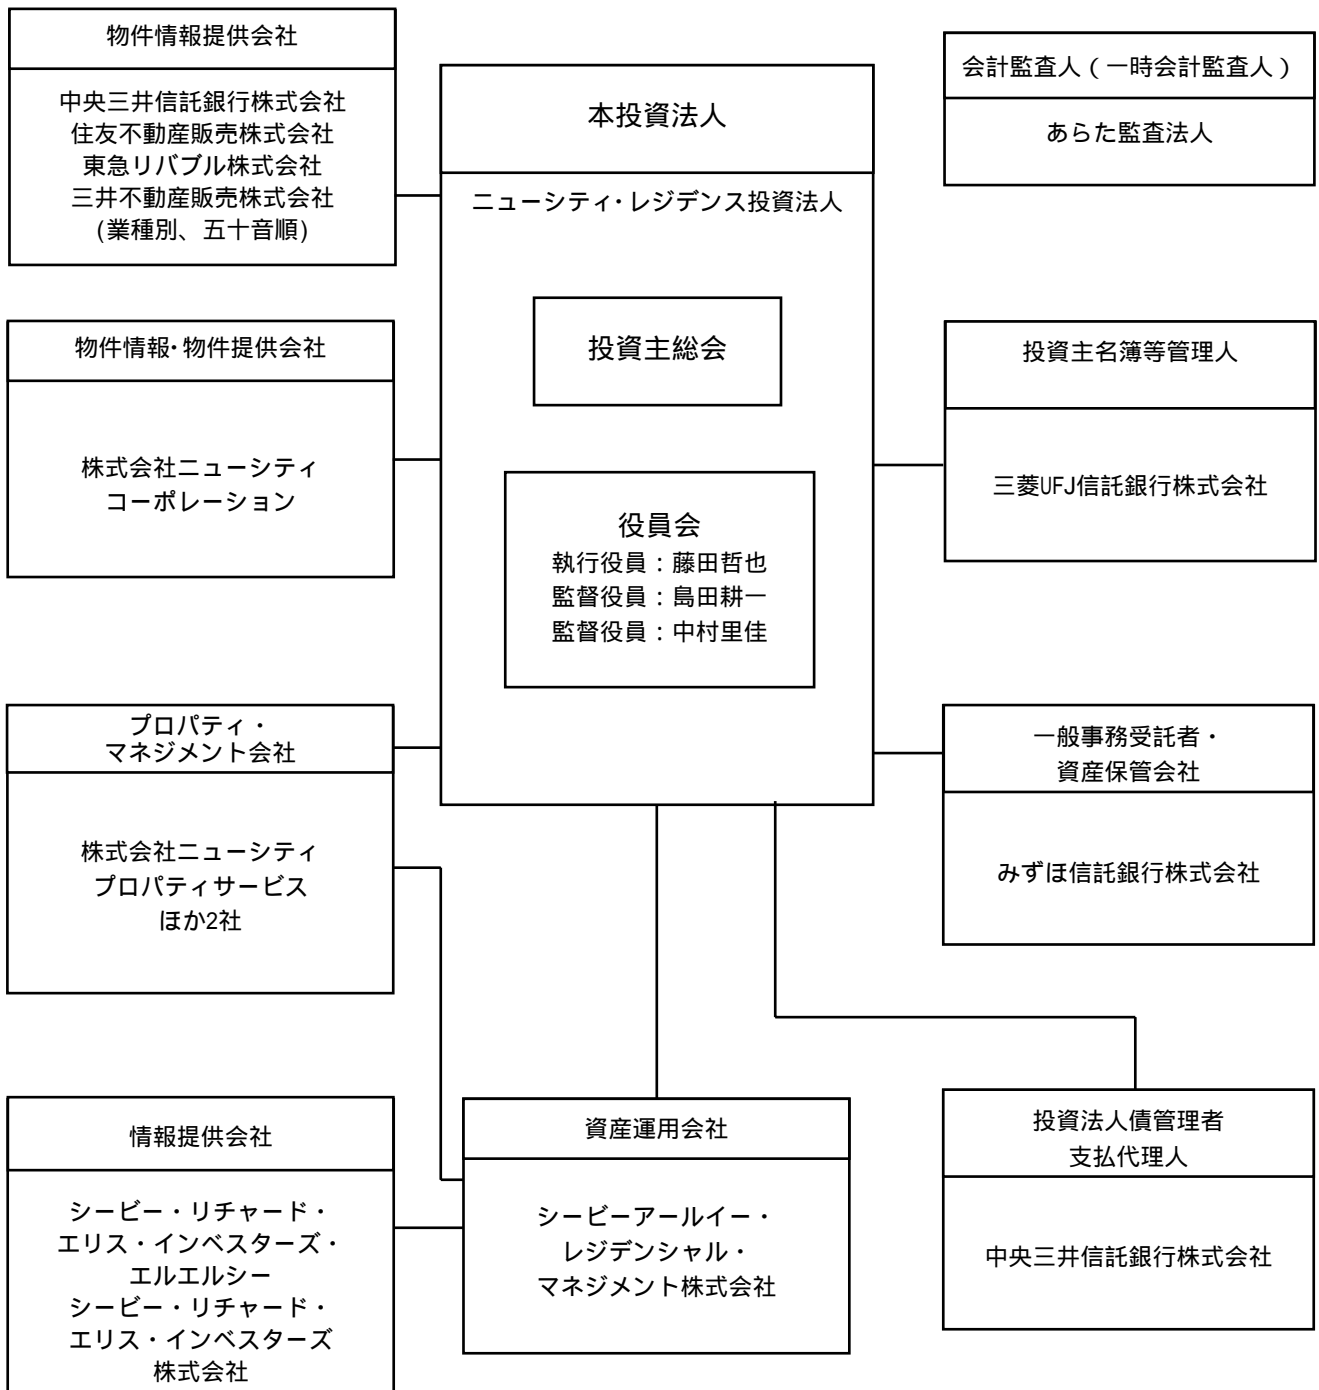 物件情報提供会社
中央三井信託銀行株式会社
住友不動産販売株式会社
東急リバブル株式会社
三井不動産販売株式会社
(業種別、五十音順)
本投資法人
ニューシティ・レジデンス投資法人
投資主総会
役員会
執行役員:藤田哲也
監督役員:島田耕一
監督役員:中村里佳
会計監査人(一時会計監査人)
あらた監査法人
物件情報・物件提供会社
株式会社ニューシティ
コーポレーション
投資主名簿等管理人
三菱UFJ信託銀行株式会社
プロパティ・
マネジメント会社
株式会社ニューシティ
プロパティサービス
ほか2社
一般事務受託者・
資産保管会社
みずほ信託銀行株式会社
情報提供会社
シービー・リチャード・
エリス・インベスターズ・
エルエルシー
シービー・リチャード・
エリス・インベスターズ
株式会社
資産運用会社
シービーアールイー・
レジデンシャル・
マネジメント株式会社
投資法人債管理者
支払代理人
中央三井信託銀行株式会社